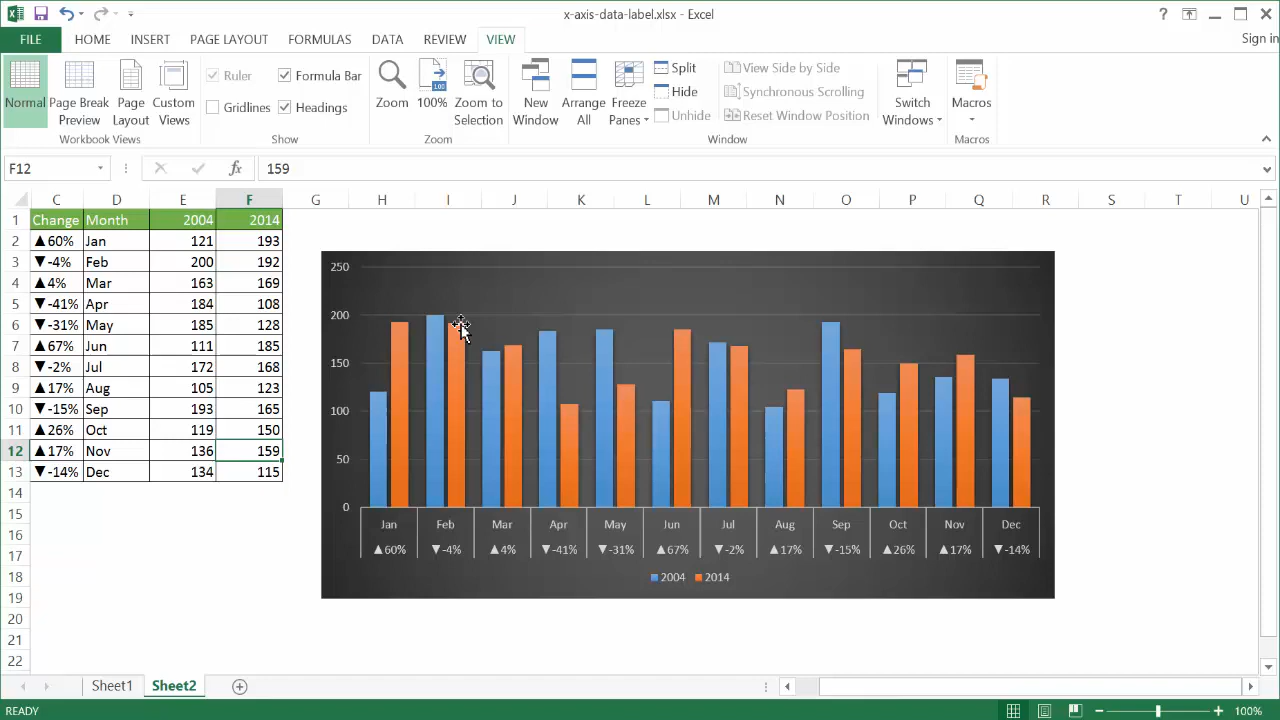 x-axis-data-label.xlsx - Excel
?
Sign in
FILE HOME INSERT PAGE LAYOUT FORMULAS DATA REVIEW VIEW
Normal
Page Break Preview
Page Layout
Custom Views
Workbook Views
Ruler
Formula Bar
Gridlines
Headings
Show
Zoom
100%
Zoom to Selection
Zoom
New Window
Arrange All
Freeze Panes
Split
Hide
Unhide
View Side by Side
Synchronous Scrolling
Reset Window Position
Window
Switch Windows
Macros
Macros
F12 fx 159
C D E F G H I J K L M N O P Q R S T U
1 Change Month 2004 2014
2 ▲60% Jan 121 193
3 ▼-4% Feb 200 192
4 ▲4% Mar 163 169
5 ▼-41% Apr 184 108
6 ▼-31% May 185 128
7 ▲67% Jun 111 185
8 ▼-2% Jul 172 168
9 ▲17% Aug 105 123
10 ▼-15% Sep 193 165
11 ▲26% Oct 119 150
12 ▲17% Nov 136 159
13 ▼-14% Dec 134 115
14
15
16
17
18
19
20
21
22
250
200
150
100
50
0
Jan Feb Mar Apr May Jun Jul Aug Sep Oct Nov Dec
▲60% ▼-4% ▲4% ▼-41% ▼-31% ▲67% ▼-2% ▲17% ▼-15% ▲26% ▲17% ▼-14%
2004 2014
Sheet1 Sheet2
READY
100%